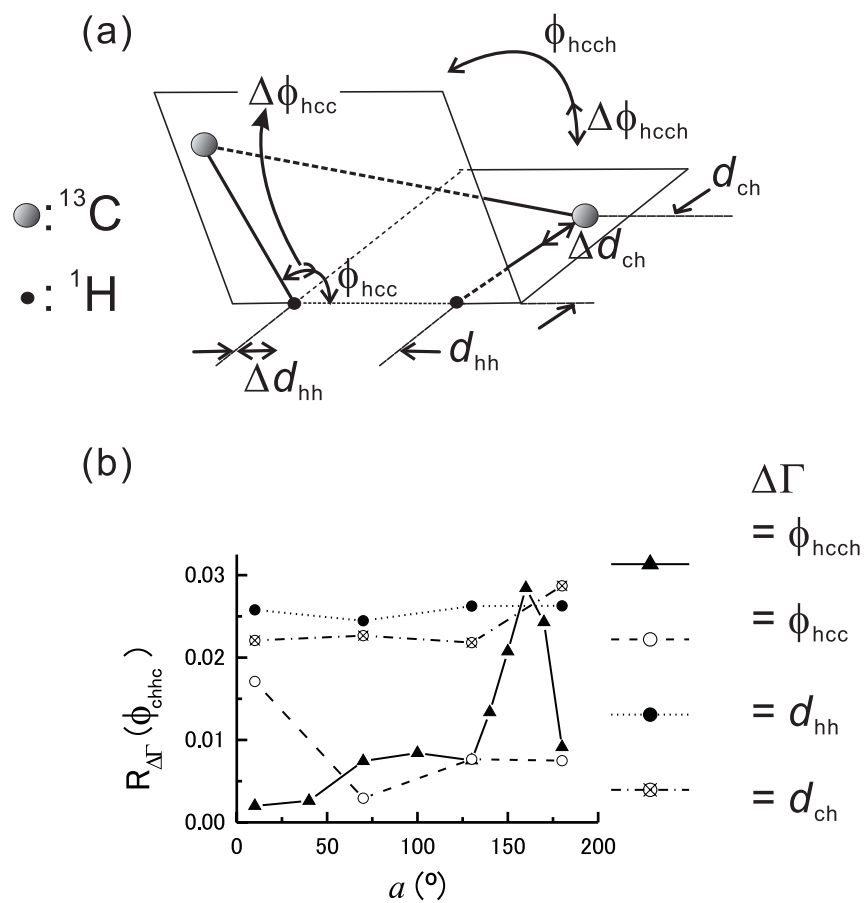 (a)
ϕhcch
Δϕhcc
Δϕhcch
dch
: ¹³C
Δdch
ϕhcc
: ¹H
dhh
Δdhh
(b)
ΔΓ
= ϕhcch
= ϕhcc
= dhh
= dch
RΔΓ (ϕchhc)
0.03
0.02
0.01
0.00
0 50 100 150 200
a (º)